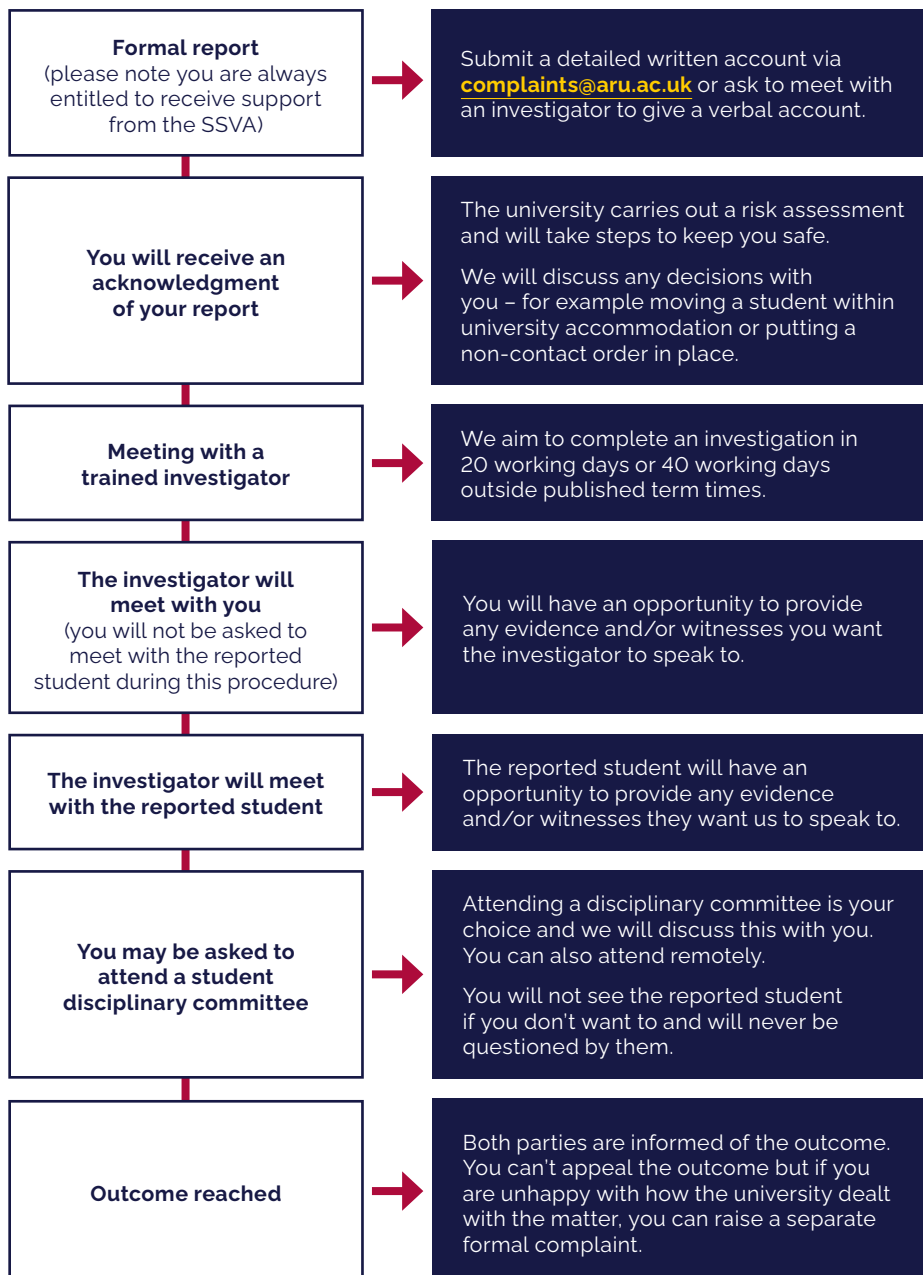 Formal report
(please note you are always
entitled to receive support
from the SSVA)
Submit a detailed written account via
complaints@aru.ac.uk or ask to meet with
an investigator to give a verbal account.
You will receive an
acknowledgment
of your report
The university carries out a risk assessment
and will take steps to keep you safe.
We will discuss any decisions with
you – for example moving a student within
university accommodation or putting a
non-contact order in place.
Meeting with a
trained investigator
We aim to complete an investigation in
20 working days or 40 working days
outside published term times.
The investigator will
meet with you
(you will not be asked to
meet with the reported
student during this procedure)
You will have an opportunity to provide
any evidence and/or witnesses you want
the investigator to speak to.
The investigator will meet
with the reported student
The reported student will have an
opportunity to provide any evidence
and/or witnesses they want us to speak to.
You may be asked to
attend a student
disciplinary committee
Attending a disciplinary committee is your
choice and we will discuss this with you.
You can also attend remotely.
You will not see the reported student
if you don't want to and will never be
questioned by them.
Outcome reached
Both parties are informed of the outcome.
You can't appeal the outcome but if you
are unhappy with how the university dealt
with the matter, you can raise a separate
formal complaint.